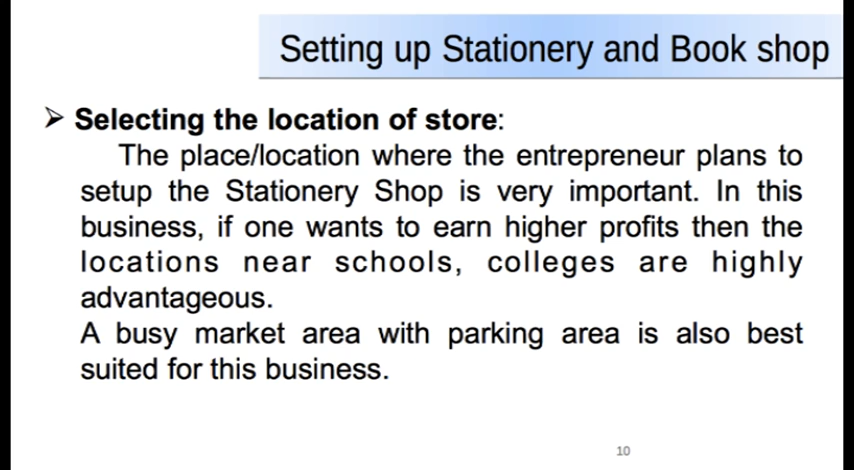 Setting up Stationery and Book shop
➢ Selecting the location of store:
The place/location where the entrepreneur plans to
setup the Stationery Shop is very important. In this
business, if one wants to earn higher profits then the
locations near schools, colleges are highly
advantageous.
A busy market area with parking area is also best
suited for this business.
10